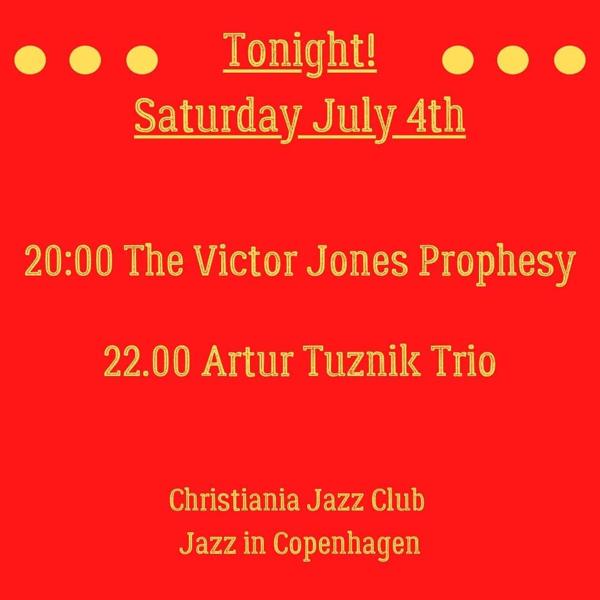 Tonight!
Saturday July 4th
20:00 The Victor Jones Prophesy
22.00 Artur Tuznik Trio
Christiania Jazz Club
Jazz in Copenhagen